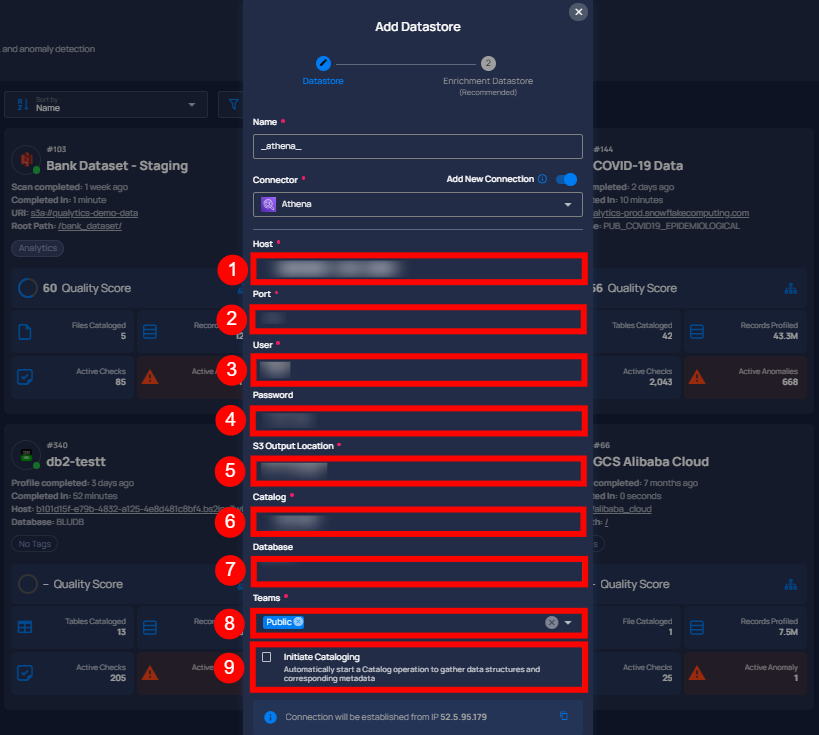 Add Datastore
and anomaly detection
2
Datastore
Enrichment Datastore
(Recommended)
Sort by
Name
Name *
_athena_
#103
Bank Dataset - Staging
Scan completed: 1 week ago
Completed In: 1 minute
URI: s3a://qualytics-demo-data
Root Path: /bank_dataset/
Analytics
60 Quality Score
Files Cataloged
5
Active Checks
85
#144
COVID-19 Data
completed: 2 days ago
In: 10 minutes
alytics-prod.snowflakecomputing.com
e: PUB_COVID19_EPIDEMIOLOGICAL
56 Quality Score
Tables Cataloged
42
Records Profiled
43.3M
Active Checks
2,043
Active Anomalies
668
Connector *
Add New Connection
Athena
Host *
1
Port *
2
User *
3
Password
4
S3 Output Location *
5
Catalog *
6
Database
7
Teams *
8
Public
9
Initiate Cataloging
Automatically start a Catalog operation to gather data structures and
corresponding metadata
Connection will be established from IP 52.5.95.179
#340
db2-testt
Profile completed: 3 days ago
Completed In: 52 minutes
Host: b101d15f-e79b-4832-a125-4e8d481c8bf4.bs2
Database: BLUDB
No Tags
– Quality Score
Tables Cataloged
13
Active Checks
205
#66
GCS Alibaba Cloud
completed: 7 months ago
In: 0 seconds
/alibaba_cloud
th: /
– Quality Score
File Cataloged
1
Records Profiled
7.5M
Active Checks
25
Active Anomaly
1